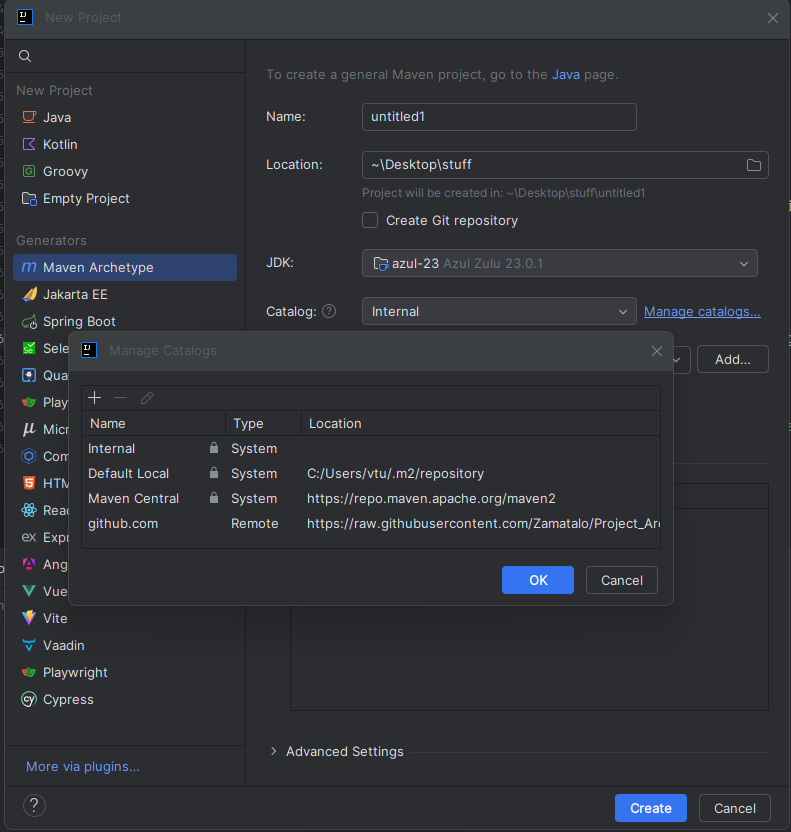 New Project
New Project
Java
Kotlin
Groovy
Empty Project
Generators
Maven Archetype
Jakarta EE
Spring Boot
Sele
Qua
Play
Micr
Com
HTM
Reac
Expr
Ang
Vue
Vite
Vaadin
Playwright
Cypress
More via plugins...
To create a general Maven project, go to the Java page.
Name: untitled1
Location: ~\Desktop\stuff
Project will be created in: ~\Desktop\stuff\untitled1
Create Git repository
JDK: azul-23 Azul Zulu 23.0.1
Catalog: ? Internal Manage catalogs...
Add...
Manage Catalogs
Name Type Location
Internal System
Default Local System C:/Users/vtu/.m2/repository
Maven Central System https://repo.maven.apache.org/maven2
github.com Remote https://raw.githubusercontent.com/Zamatalo/Project_Are
OK Cancel
Advanced Settings
? Create Cancel